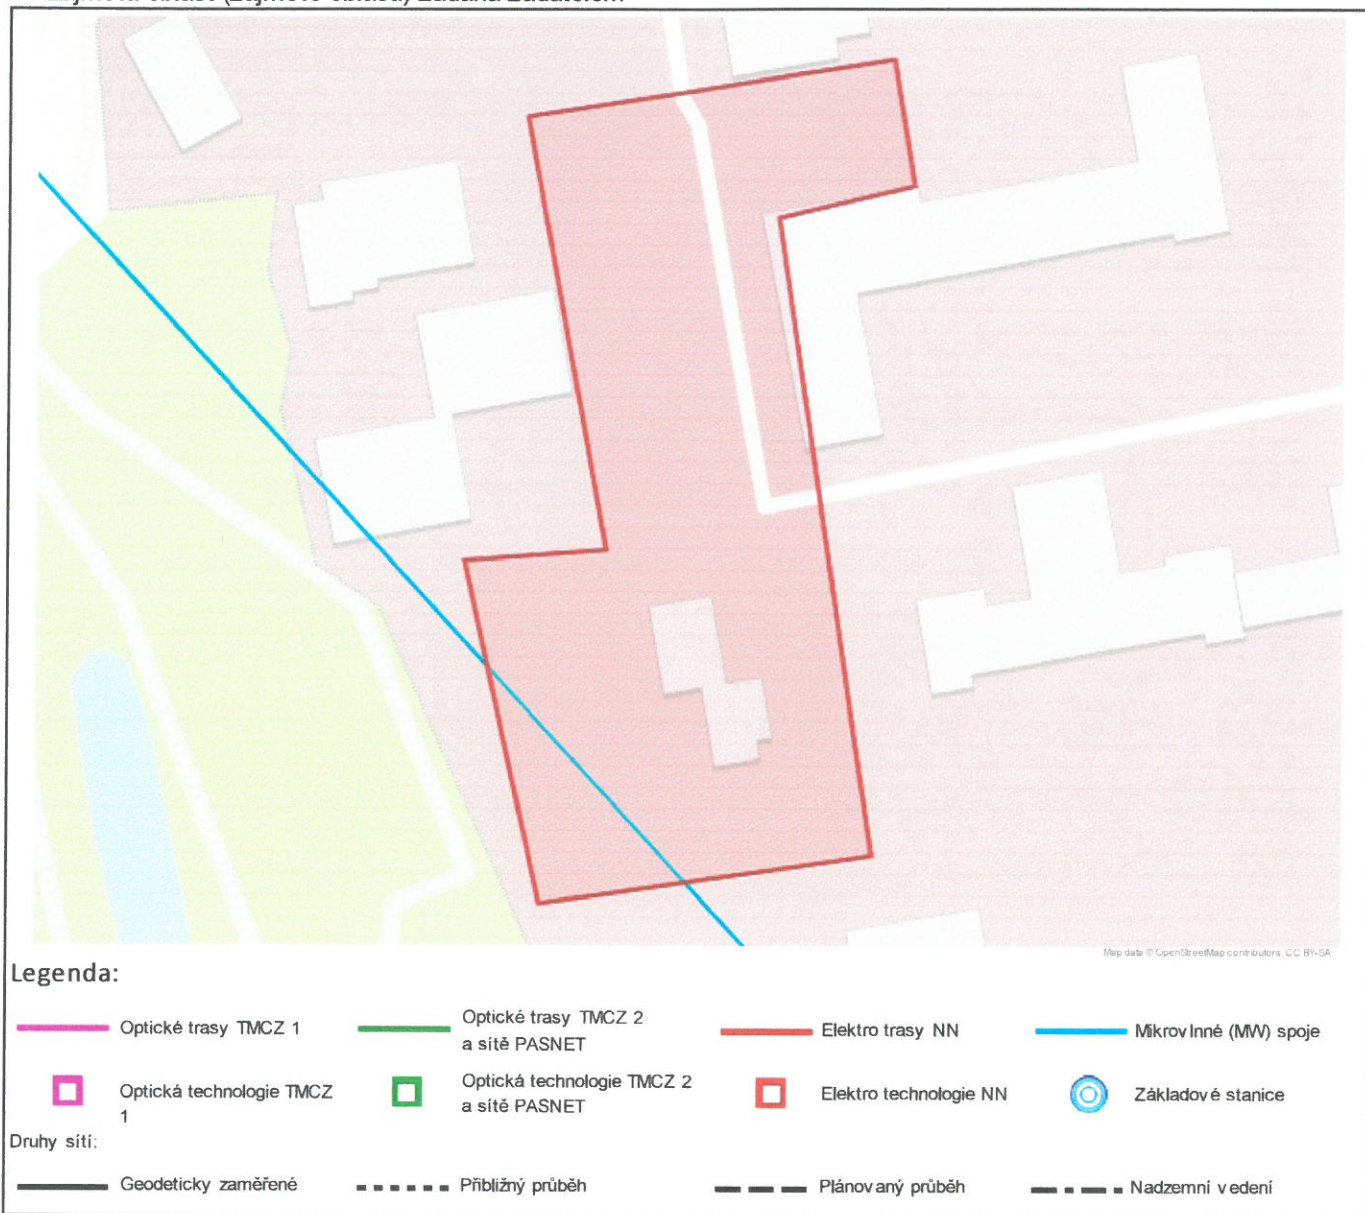 Map data © OpenStreetMap contributors, CC BY-SA
Legenda:
Optické trasy TMCZ 1
Optické trasy TMCZ 2
a sítě PASNET
Elektro trasy NN
Mikrovlnné (MW) spoje
Optická technologie TMCZ
1
Optická technologie TMCZ 2
a sítě PASNET
Elektro technologie NN
Základové stanice
Druhy sítí:
Geodeticky zaměřené
Přibližný průběh
Plánovaný průběh
Nadzemní vedení